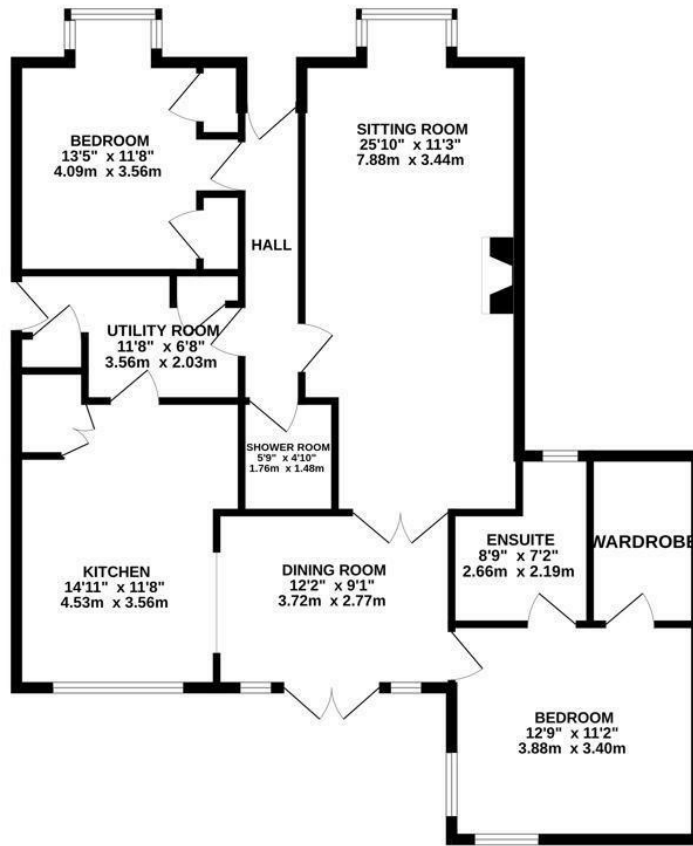 BEDROOM
13'5" x 11'8"
4.09m x 3.56m
SITTING ROOM
25'10" x 11'3"
7.88m x 3.44m
HALL
UTILITY ROOM
11'8" x 6'8"
3.56m x 2.03m
SHOWER ROOM
5'9" x 4'10"
1.76m x 1.48m
KITCHEN
14'11" x 11'8"
4.53m x 3.56m
DINING ROOM
12'2" x 9'1"
3.72m x 2.77m
ENSUITE
8'9" x 7'2"
2.66m x 2.19m
WARDROBE
BEDROOM
12'9" x 11'2"
3.88m x 3.40m